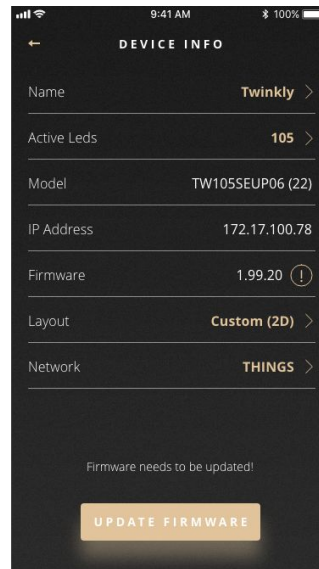 9:41 AM 100%
DEVICE INFO
Name Twinkly
Active Leds 105
Model TW105SEUP06 (22)
IP Address 172.17.100.78
Firmware 1.99.20
Layout Custom (2D)
Network THINGS
Firmware needs to be updated!
UPDATE FIRMWARE